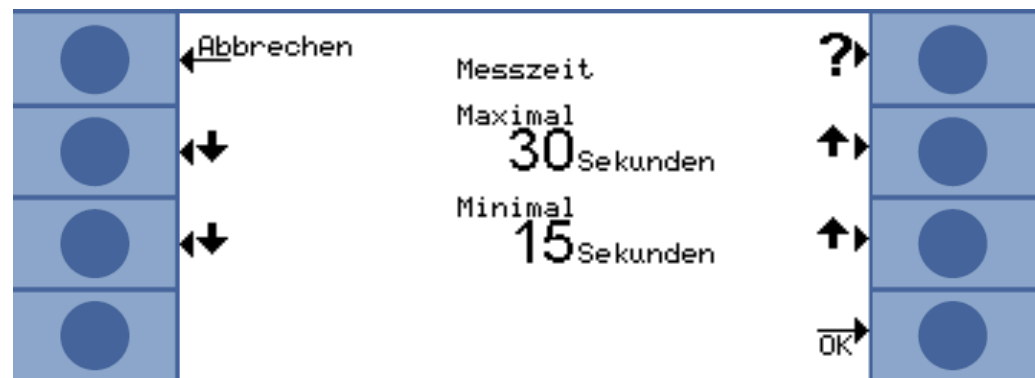 Abbrechen
?
Messzeit
Maximal
30 Sekunden
Minimal
15 Sekunden
OK